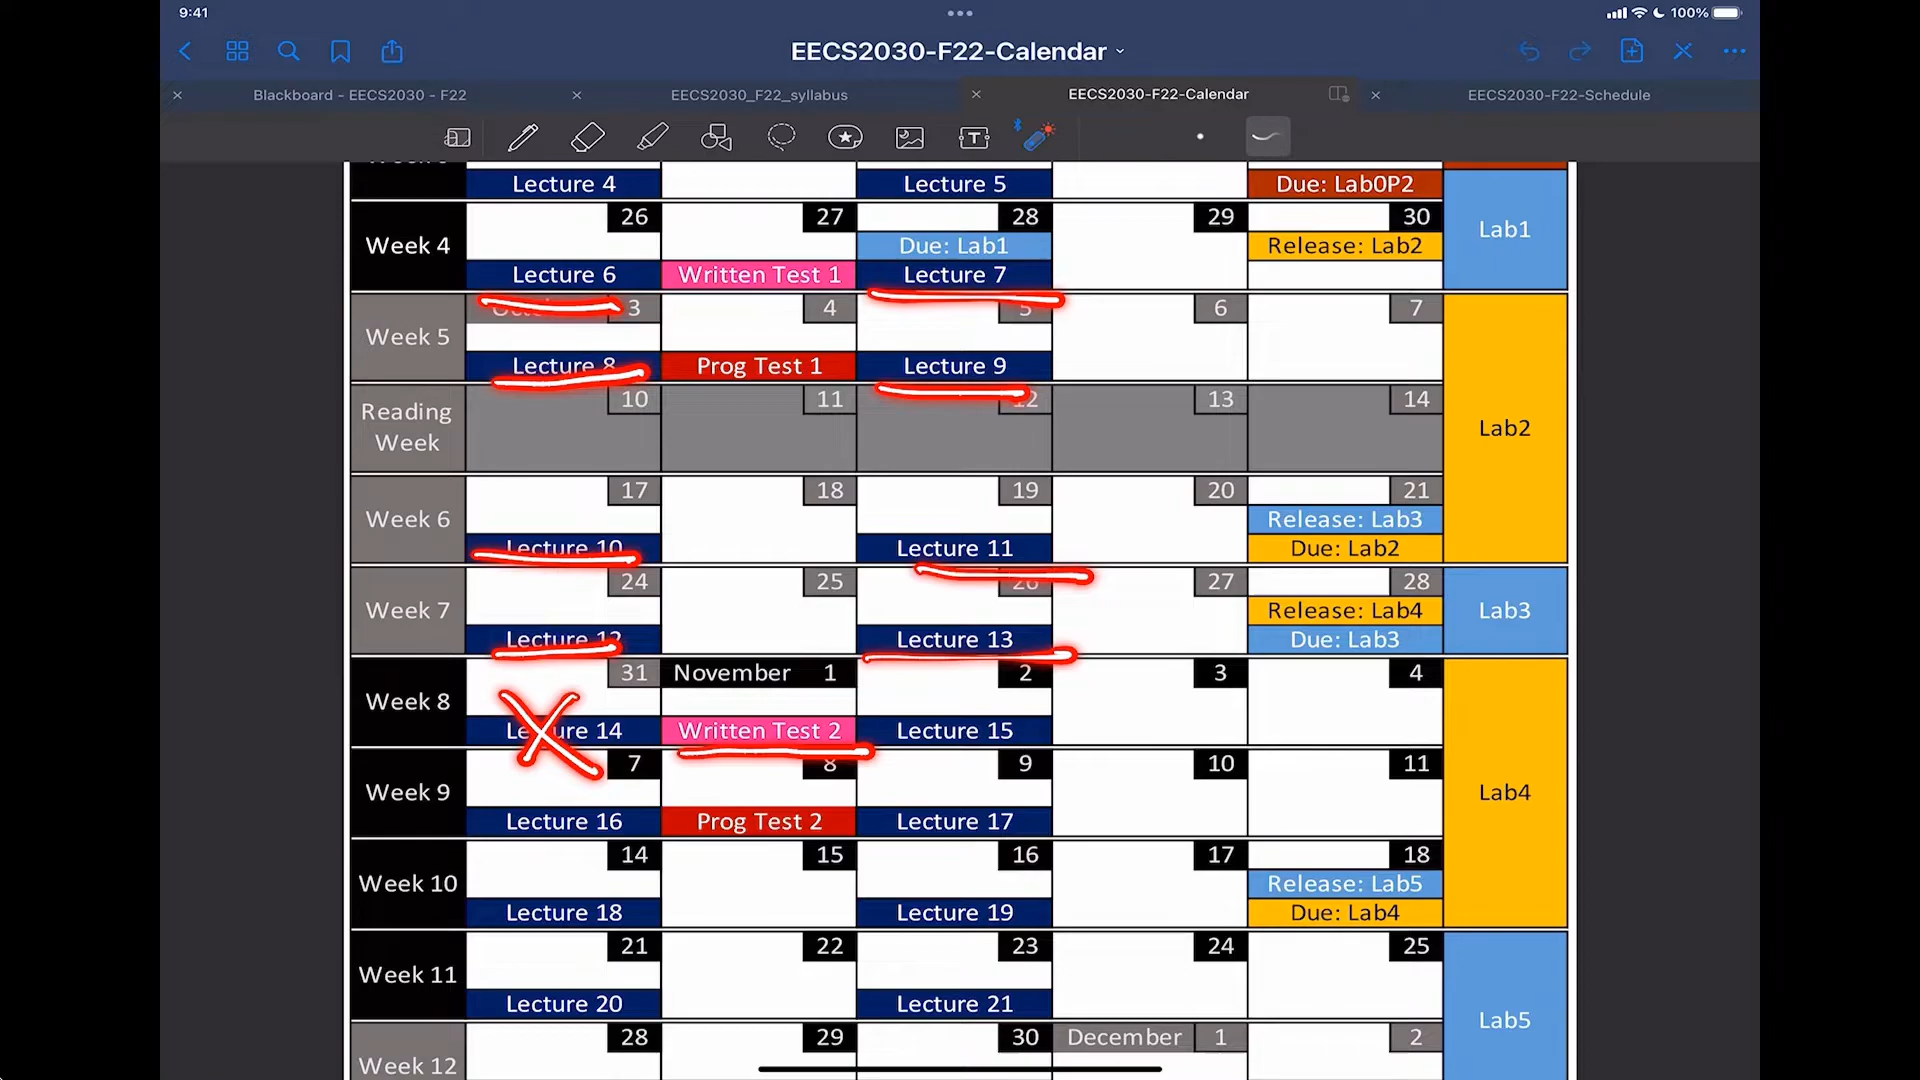 9:41
100%
EECS2030-F22-Calendar
Blackboard - EECS2030 - F22
EECS2030_F22_syllabus
EECS2030-F22-Calendar
EECS2030-F22-Schedule
Lecture 4
Lecture 5
Due: Lab0P2
Lab1
Week 4
26
27
28
29
30
Due: Lab1
Release: Lab2
Lecture 6
Written Test 1
Lecture 7
Week 5
3
4
5
6
7
Lecture 8
Prog Test 1
Lecture 9
Lab2
Reading
Week
10
11
12
13
14
Week 6
17
18
19
20
21
Release: Lab3
Lecture 10
Lecture 11
Due: Lab2
Week 7
24
25
26
27
28
Release: Lab4
Lab3
Lecture 12
Lecture 13
Due: Lab3
Week 8
31
November 1
2
3
4
Lecture 14
Written Test 2
Lecture 15
Week 9
7
8
9
10
11
Lab4
Lecture 16
Prog Test 2
Lecture 17
Week 10
14
15
16
17
18
Release: Lab5
Lecture 18
Lecture 19
Due: Lab4
Week 11
21
22
23
24
25
Lecture 20
Lecture 21
Lab5
Week 12
28
29
30
December 1
2